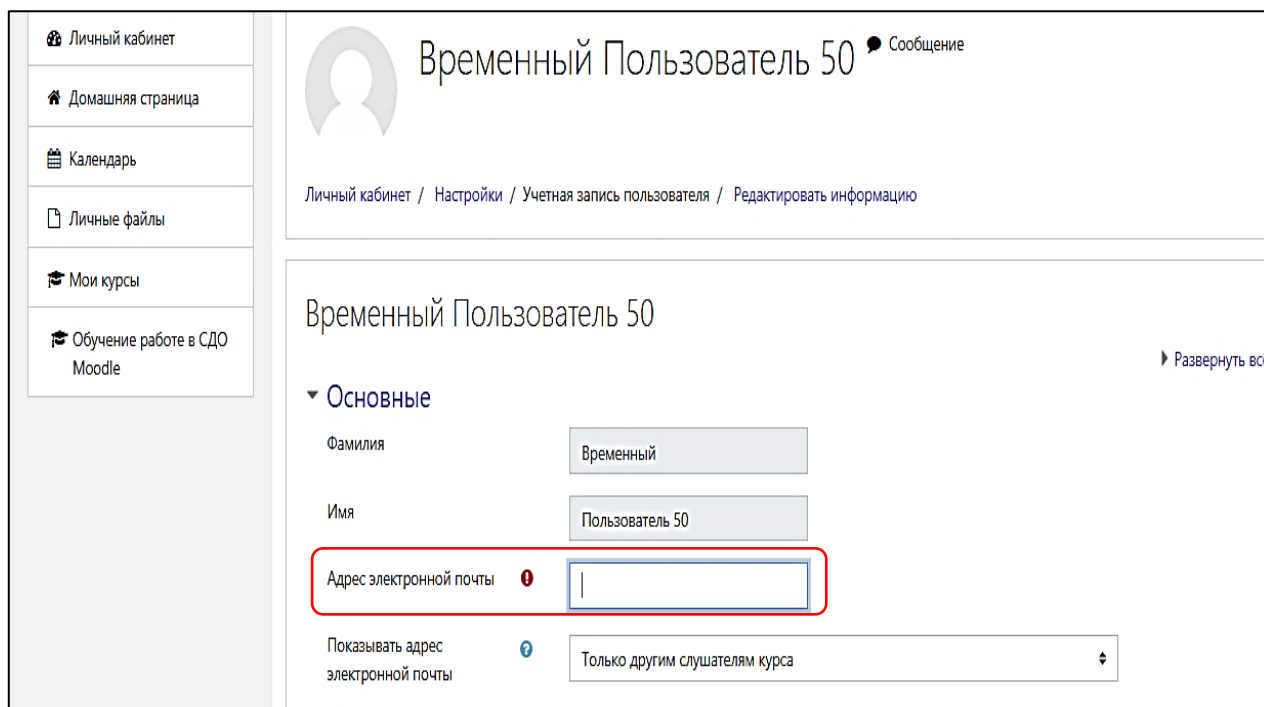 Личный кабинет
Домашняя страница
Календарь
Личные файлы
Мои курсы
Обучение работе в СДО
Moodle
Временный Пользователь 50
Сообщение
Личный кабинет / Настройки / Учетная запись пользователя / Редактировать информацию
Временный Пользователь 50
Развернуть всё
Основные
Фамилия
Временный
Имя
Пользователь 50
Адрес электронной почты
Показывать адрес
электронной почты
Только другим слушателям курса